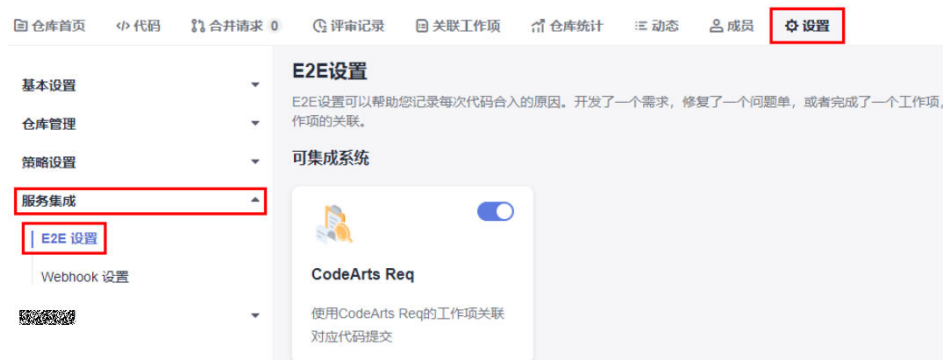 仓库首页 代码 合并请求 0 评审记录 关联工作项 仓库统计 动态 成员 设置
E2E设置
E2E设置可以帮助您记录每次代码合入的原因。开发了一个需求，修复了一个问题单，或者完成了一个工作项，
作项的关联。
可集成系统
基本设置
仓库管理
策略设置
服务集成
E2E 设置
Webhook 设置
CodeArts Req
使用CodeArts Req的工作项关联
对应代码提交